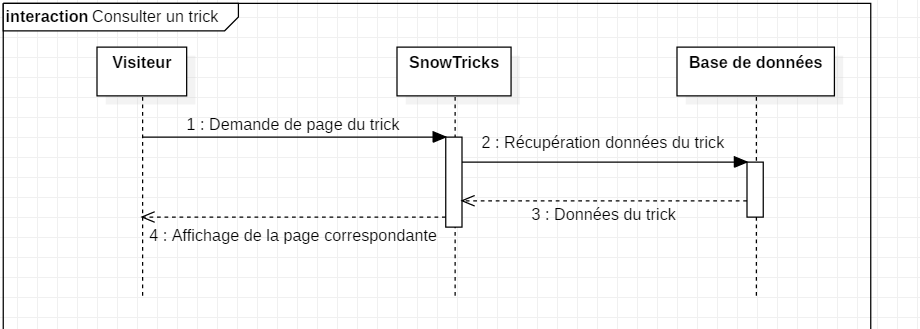 interaction Consulter un trick
Visiteur
SnowTricks
Base de données
1 : Demande de page du trick
2 : Récupération données du trick
3 : Données du trick
4 : Affichage de la page correspondante